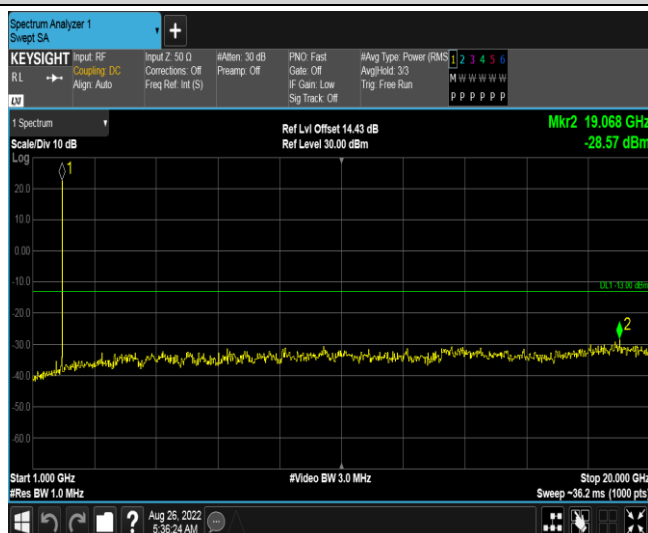 Spectrum Analyzer 1
Swept SA
+
KEYSIGHT Input: RF Input Z: 50 Ω #Atten: 30 dB PNO: Fast #Avg Type: Power (RMS 1 2 3 4 5 6
RL Coupling: DC Corrections: Off Preamp: Off Gate: Off Avg|Hold: 3/3 M W W W W W
Align: Auto Freq Ref: Int (S) IF Gain: Low Trig: Free Run
Sig Track: Off P P P P P P
LXI
1 Spectrum Ref Lvl Offset 14.43 dB Mkr2 19.068 GHz
Scale/Div 10 dB Ref Level 30.00 dBm -28.57 dBm
Log
1
20.0
10.0
0.00
-10.0
DL1 -13.00 dBm
2
-30.0
-40.0
-50.0
-60.0
Start 1.000 GHz #Video BW 3.0 MHz Stop 20.000 GHz
#Res BW 1.0 MHz Sweep ~36.2 ms (1000 pts)
? Aug 26, 2022
5:36:24 AM